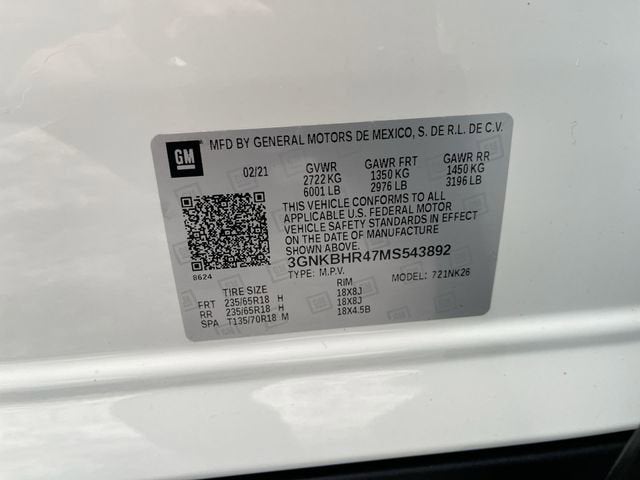 MFD BY GENERAL MOTORS DE MEXICO, S. DE R.L. DE C.V.
GM
02/21 GVWR GAWR FRT GAWR RR
2722 KG 1350 KG 1450 KG
6001 LB 2976 LB 3196 LB
THIS VEHICLE CONFORMS TO ALL
APPLICABLE U.S. FEDERAL MOTOR
VEHICLE SAFETY STANDARDS IN EFFECT
ON THE DATE OF MANUFACTURE
SHOWN ABOVE.
3GNKBHR47MS543892
8624
TYPE: M.P.V. MODEL: 721NK26
TIRE SIZE RIM
FRT 235/65R18 H 18X8J
RR 235/65R18 H 18X8J
SPA T135/70R18 M 18X4.5B